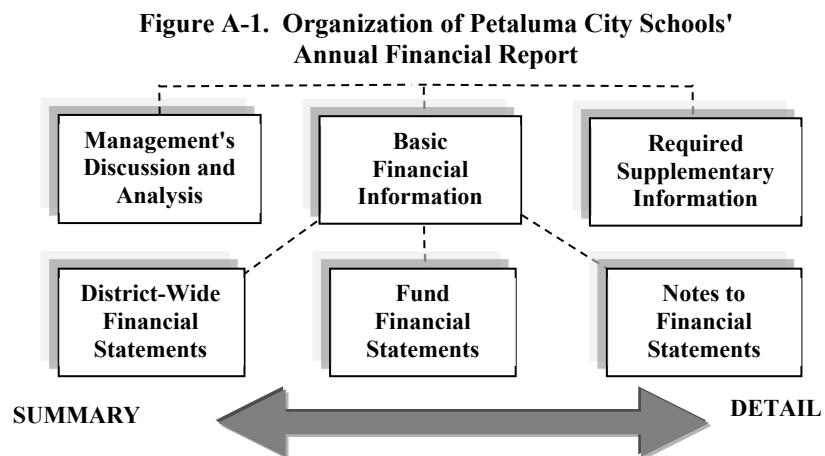 Figure A-1.  Organization of Petaluma City Schools'
Annual Financial Report
Management's
Discussion and
Analysis
Basic
Financial
Information
Required
Supplementary
Information
District-Wide
Financial
Statements
Fund
Financial
Statements
Notes to
Financial
Statements
SUMMARY
DETAIL